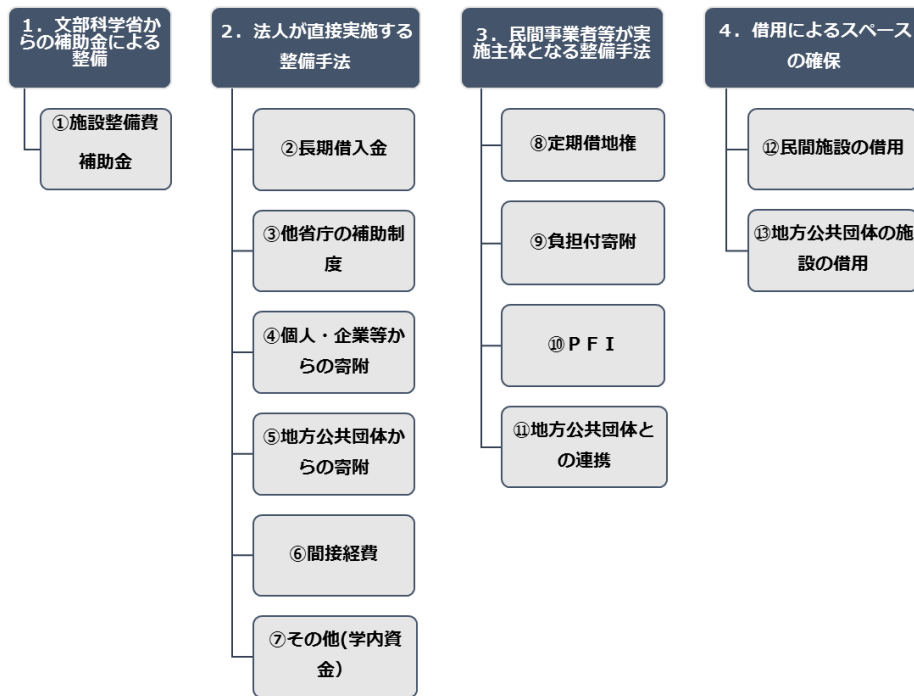 １．文部科学省か
らの補助金による
整備
①施設整備費
補助金
２．法人が直接実施する
整備手法
②長期借入金
③他省庁の補助制
度
④個人・企業等か
らの寄附
⑤地方公共団体か
らの寄附
⑥間接経費
⑦その他(学内資
金）
３．民間事業者等が実
施主体となる整備手法
⑧定期借地権
⑨負担付寄附
⑩ＰＦＩ
⑪地方公共団体と
の連携
４．借用によるスペース
の確保
⑫民間施設の借用
⑬地方公共団体の施
設の借用